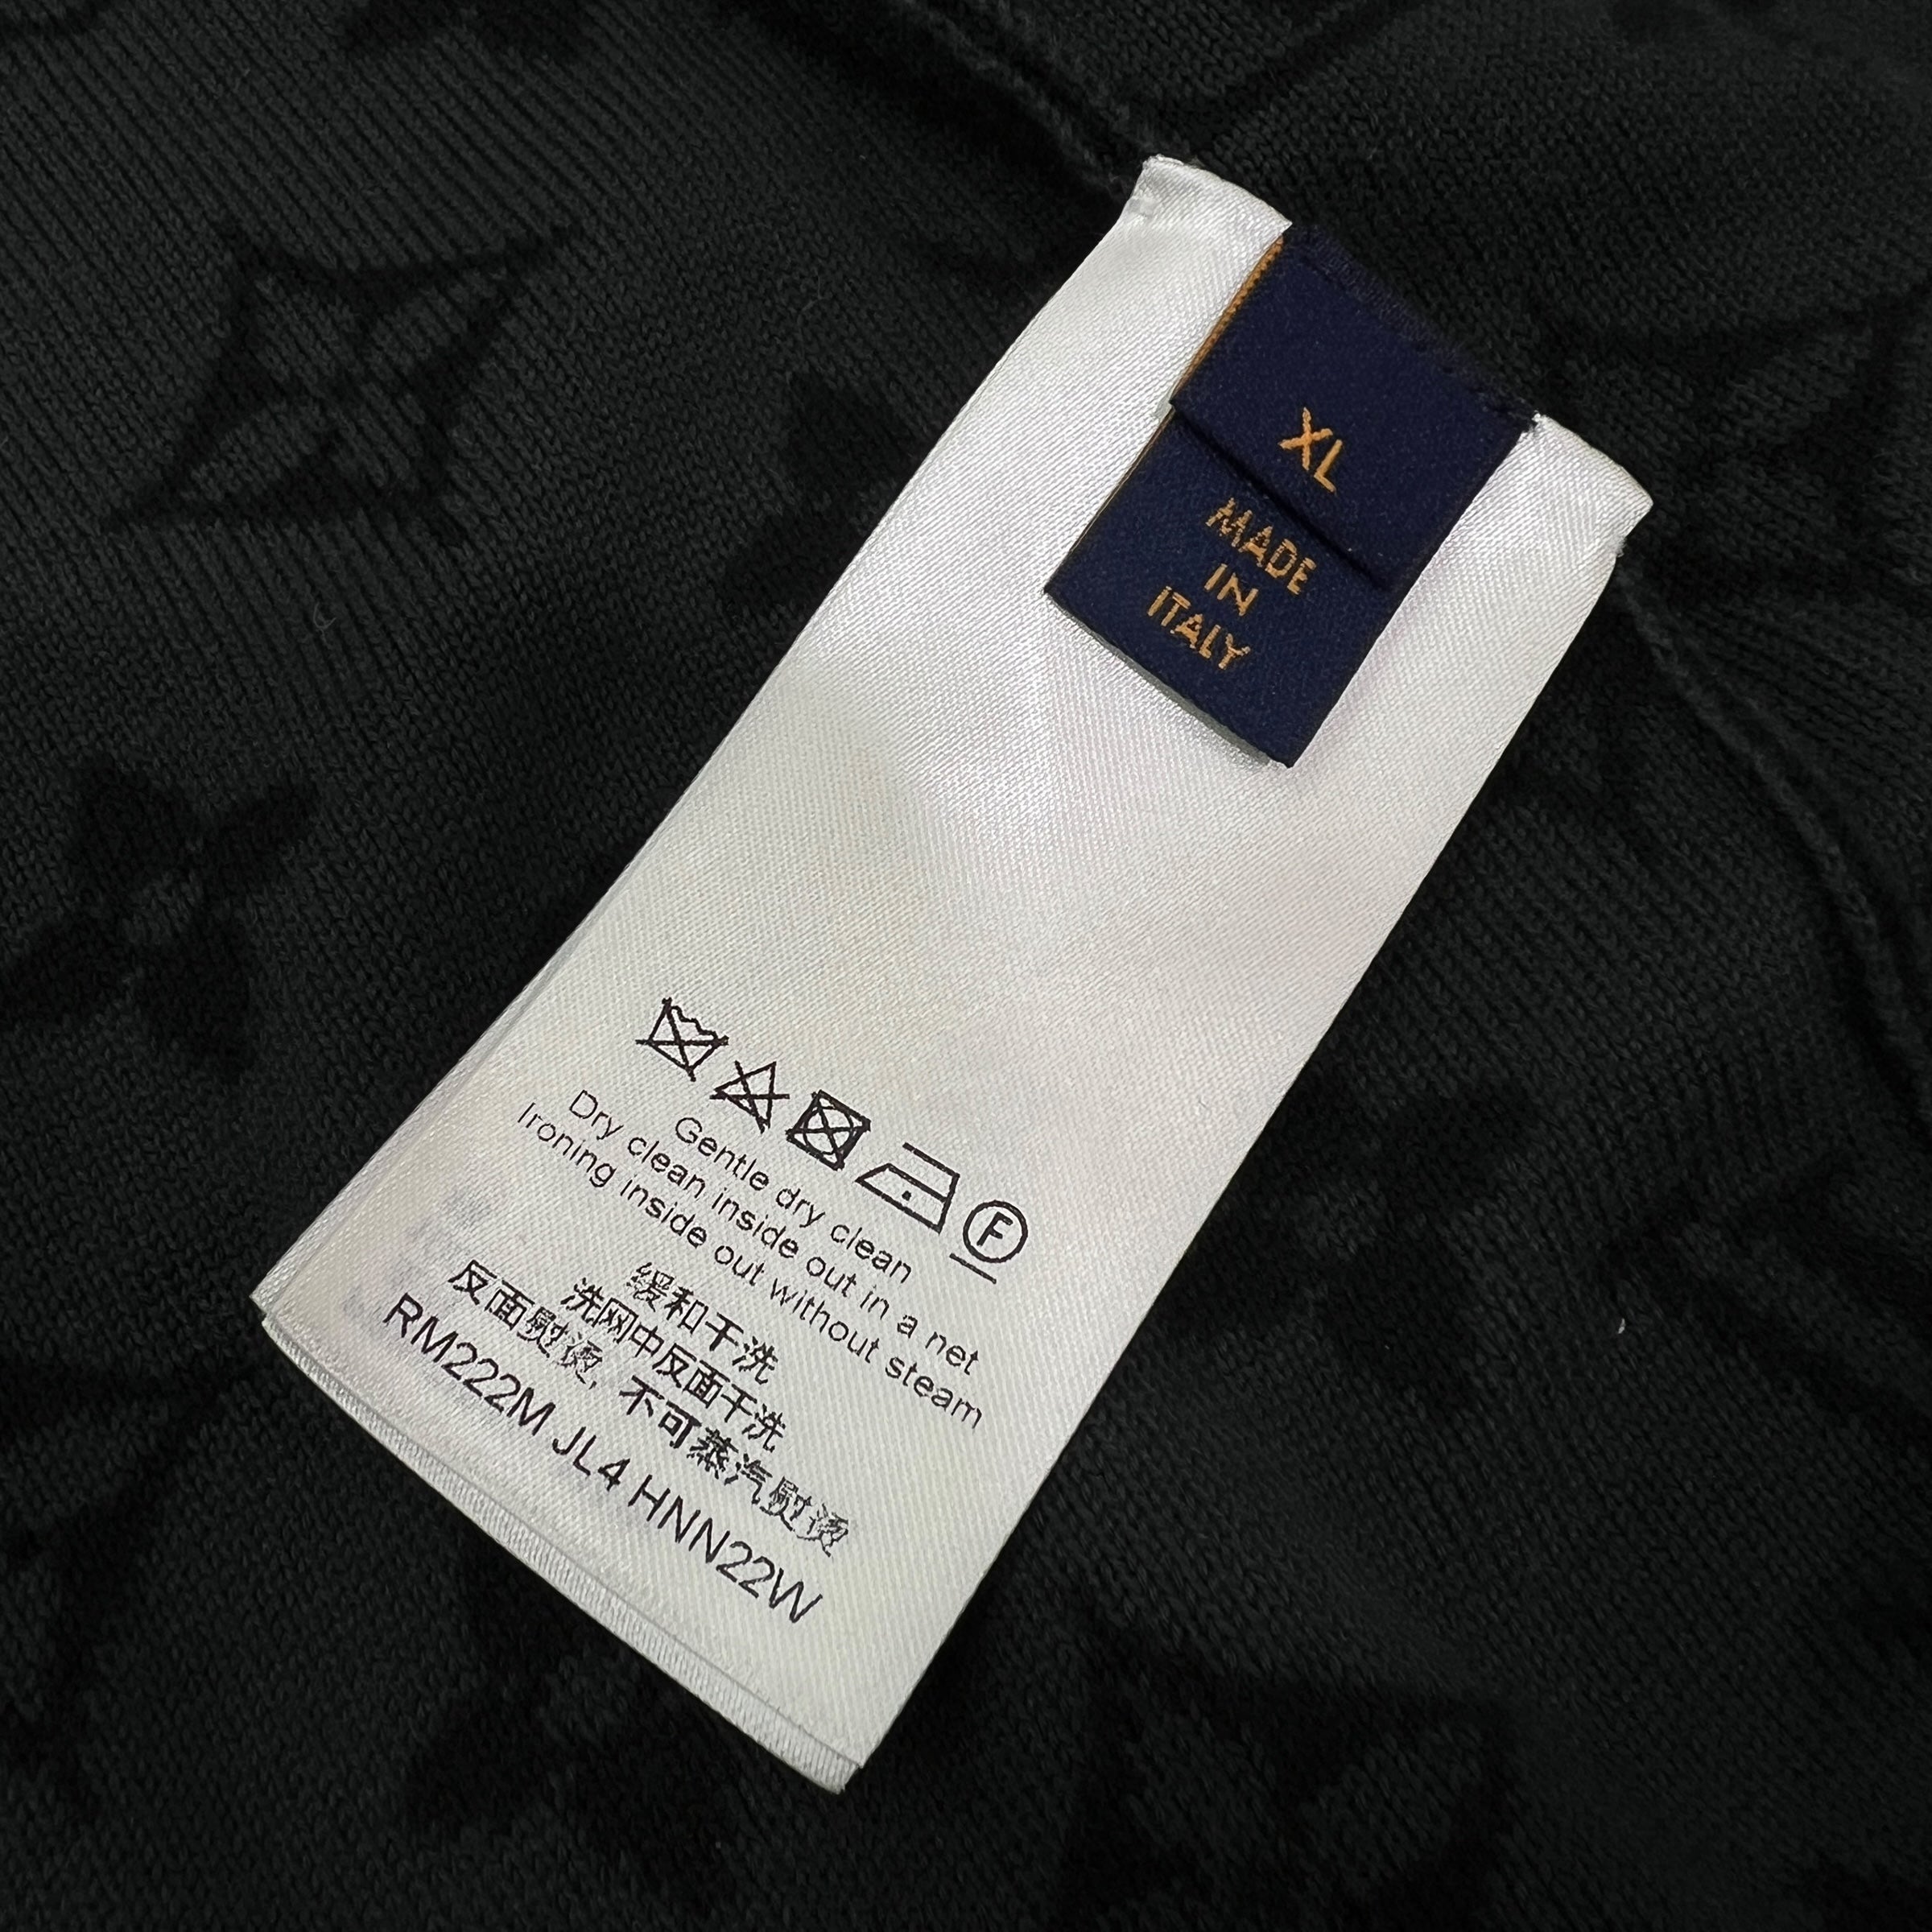 XL
MADE
IN
ITALY
F
Gentle dry clean
Dry clean inside out in a net
Ironing inside out without steam
缓和干洗
洗网中反面干洗
反面熨烫, 不可蒸汽熨烫
RM222M JL4 HNN22W